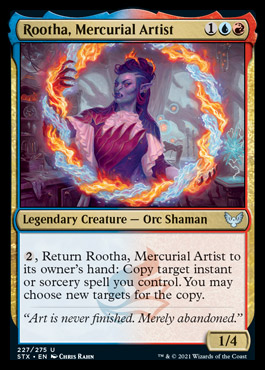 Rootha, Mercurial Artist 1
Legendary Creature — Orc Shaman
2, Return Rootha, Mercurial Artist to
its owner's hand: Copy target instant
or sorcery spell you control. You may
choose new targets for the copy.
“Art is never finished. Merely abandoned.”
1/4
227/275 U
STX • EN Chris Rahn
™ & © 2021 Wizards of the Coast